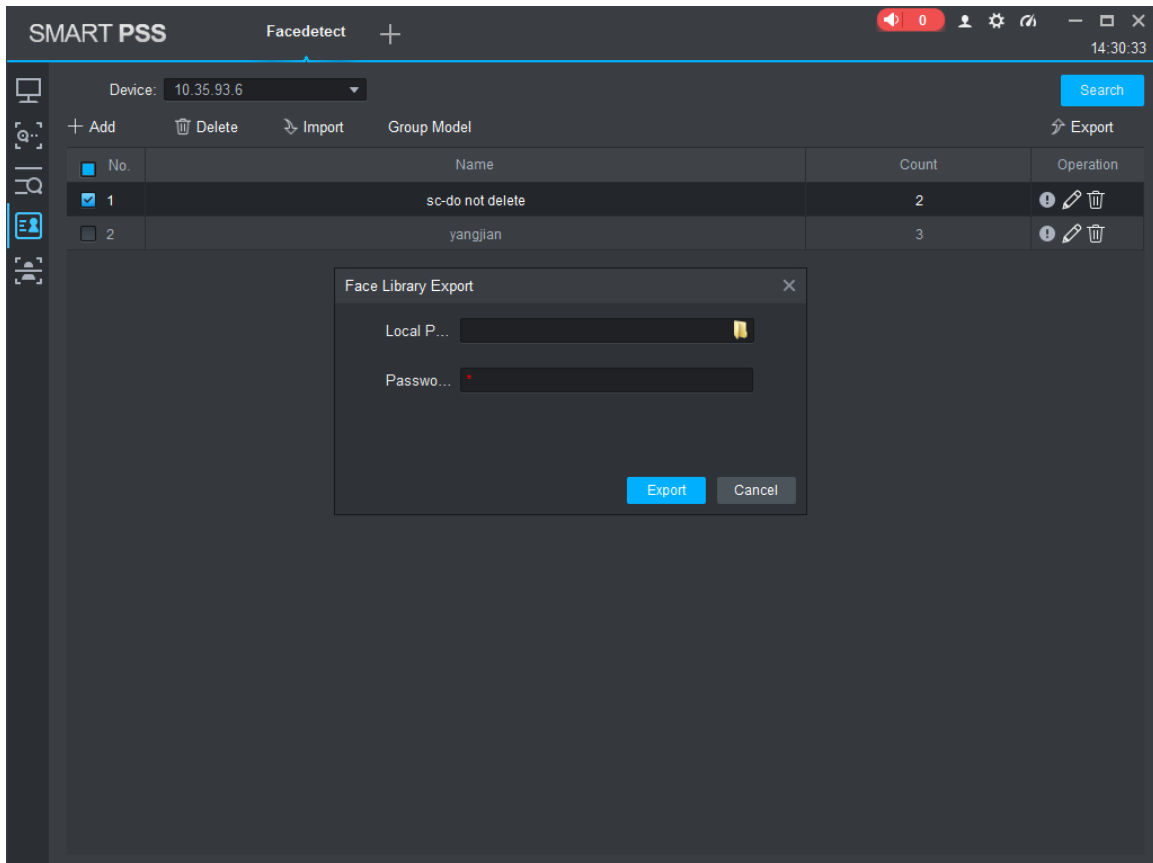 SMART PSS Facedetect 0
14:30:33
Device: 10.35.93.6 Search
Add Delete Import Group Model Export
No. Name Count Operation
1 sc-do not delete 2
2 yangjian 3
Face Library Export
Local P...
Passwo... *
Export Cancel